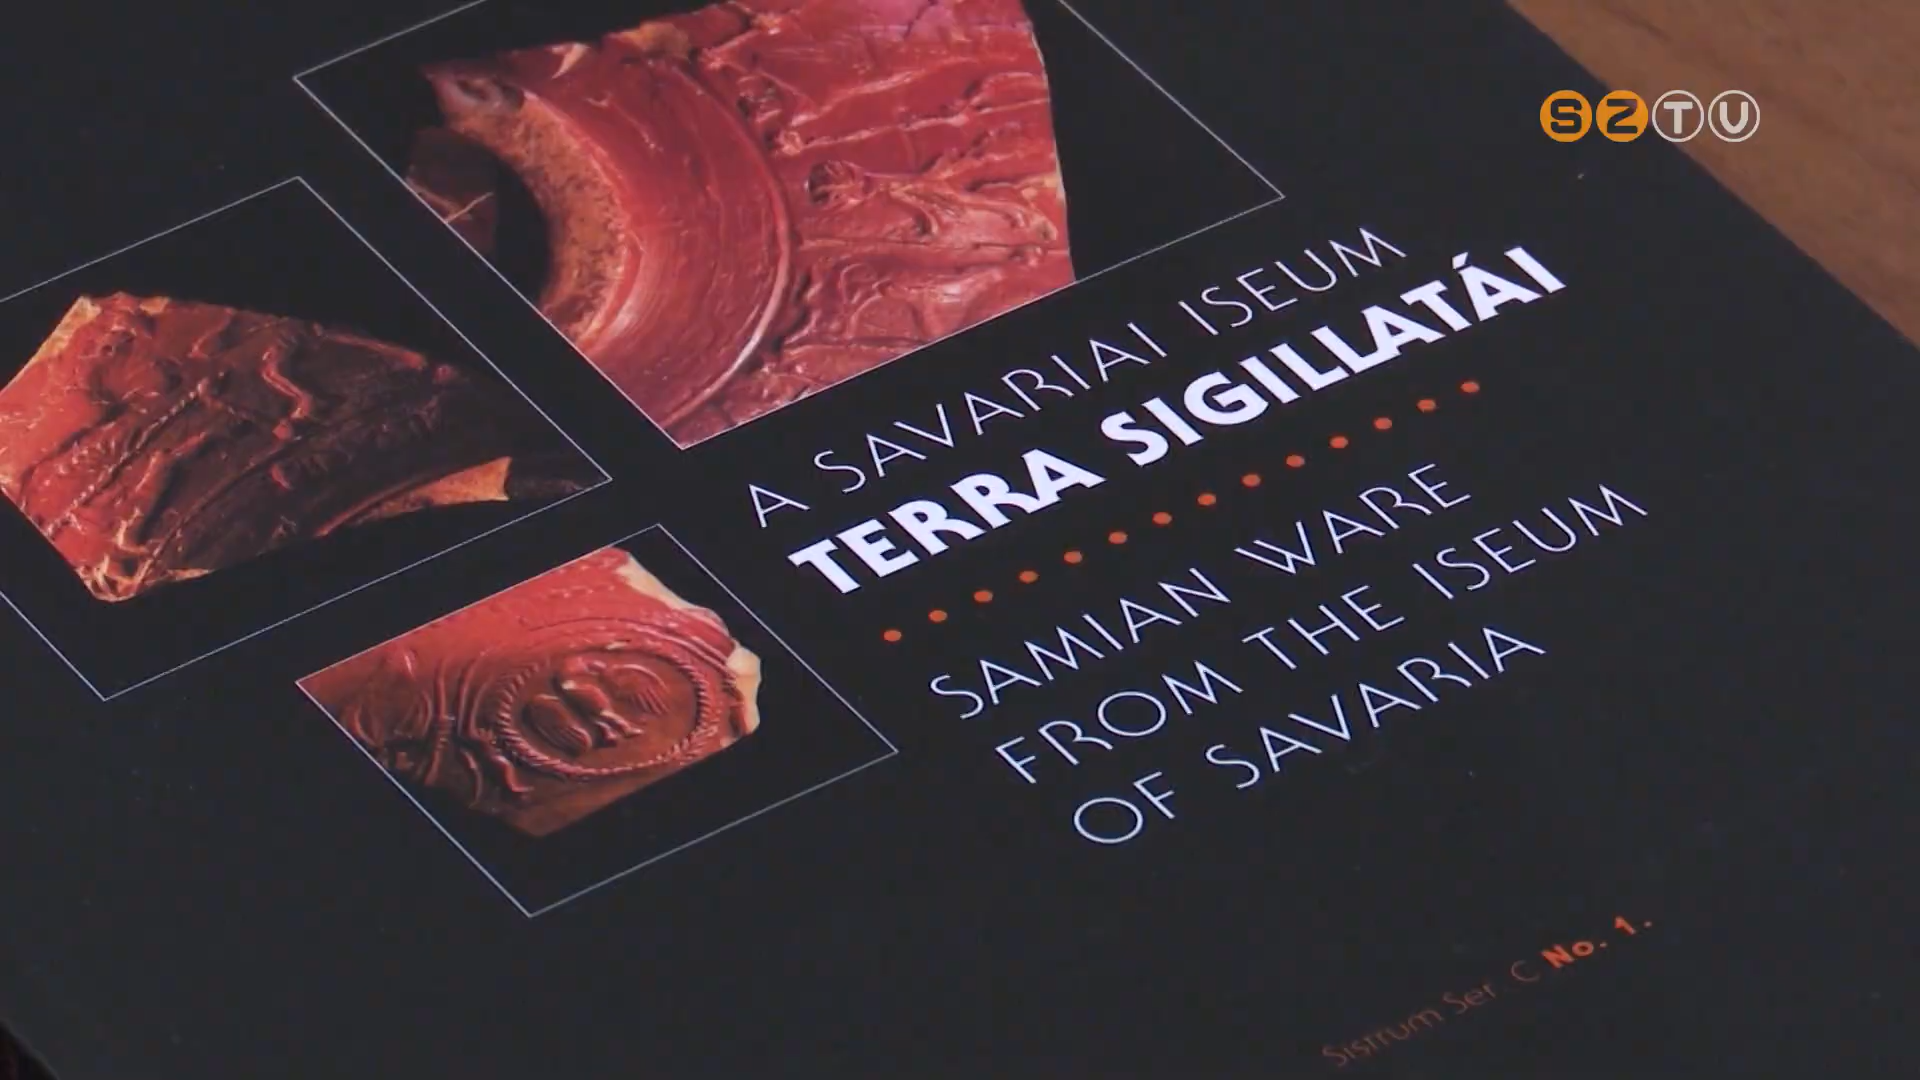 SZTV
A SAVARIAI ISEUM
TERRA SIGILLATÁI
SAMIAN WARE
FROM THE ISEUM
OF SAVARIA
Sistrum Ser. C No. 1.